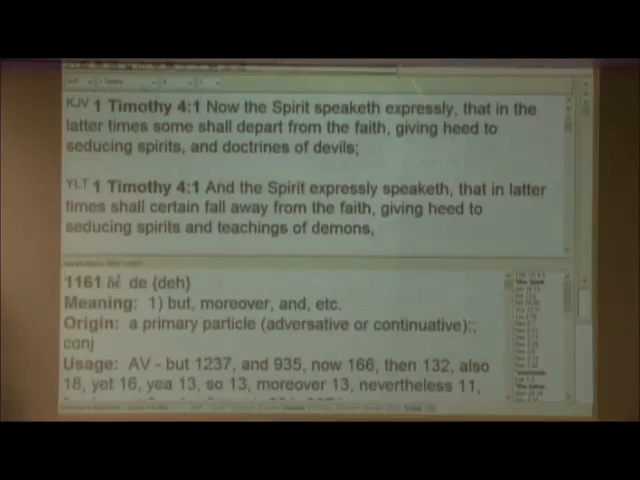 KJV 1 Timothy 4:1 Now the Spirit speaketh expressly, that in the
latter times some shall depart from the faith, giving heed to
seducing spirits, and doctrines of devils;
YLT 1 Timothy 4:1 And the Spirit expressly speaketh, that in latter
times shall certain fall away from the faith, giving heed to
seducing spirits and teachings of demons,
1161 δέ de {deh}
Meaning: 1) but, moreover, and, etc.
Origin: a primary particle (adversative or continuative);;
conj
Usage: AV - but 1237, and 935, now 166, then 132, also
18, yet 16, yea 13, so 13, moreover 13, nevertheless 11,